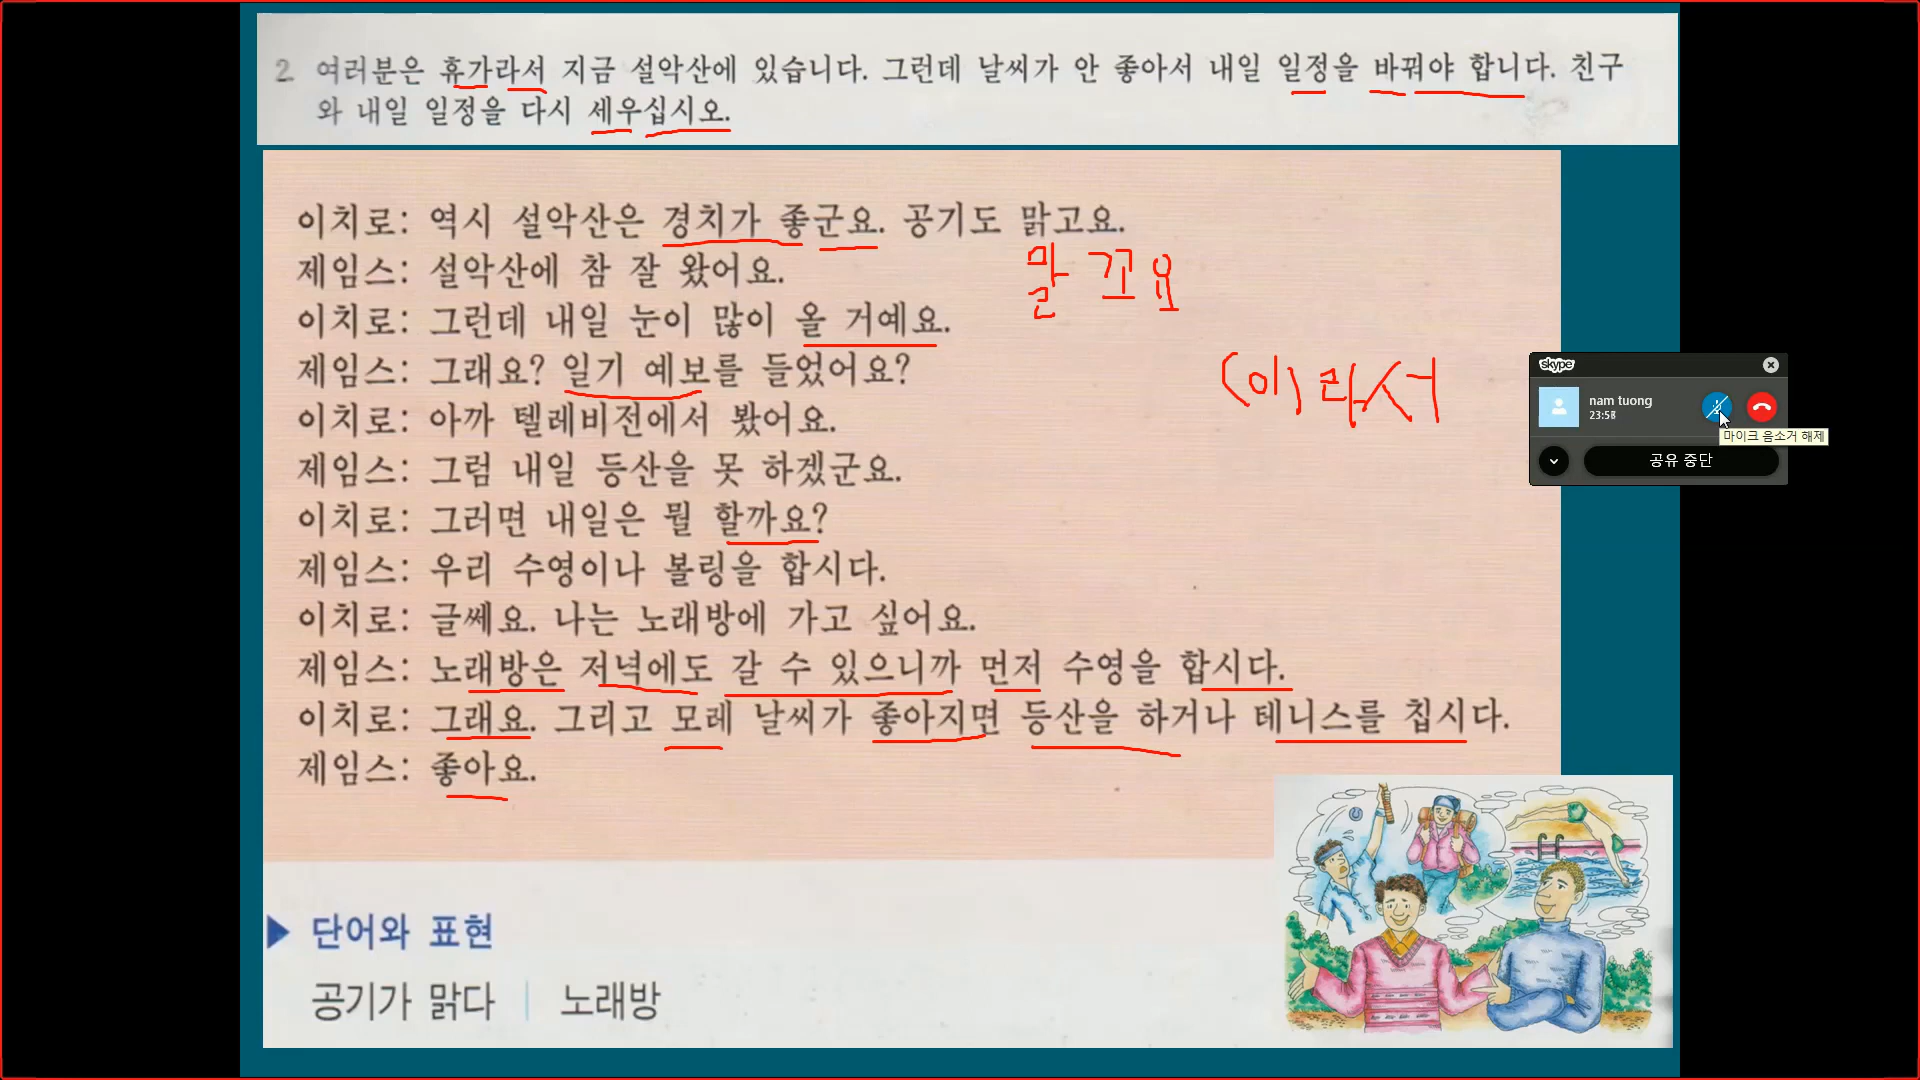 2. 여러분은 휴가라서 지금 설악산에 있습니다. 그런데 날씨가 안 좋아서 내일 일정을 바꿔야 합니다. 친구
와 내일 일정을 다시 세우십시오.
이치로: 역시 설악산은 경치가 좋군요. 공기도 맑고요.
말꼬요
제임스: 설악산에 참 잘 왔어요.
이치로: 그런데 내일 눈이 많이 올 거예요.
제임스: 그래요? 일기 예보를 들었어요?
(이)라서
이치로: 아까 텔레비전에서 봤어요.
제임스: 그럼 내일 등산을 못 하겠군요.
이치로: 그러면 내일은 뭘 할까요?
제임스: 우리 수영이나 볼링을 합시다.
이치로: 글쎄요. 나는 노래방에 가고 싶어요.
제임스: 노래방은 저녁에도 갈 수 있으니까 먼저 수영을 합시다.
이치로: 그래요. 그리고 모레 날씨가 좋아지면 등산을 하거나 테니스를 칩시다.
제임스: 좋아요.
▶ 단어와 표현
공기가 맑다 | 노래방
skype
nam tuong
23:58
마이크 음소거 해제
공유 중단